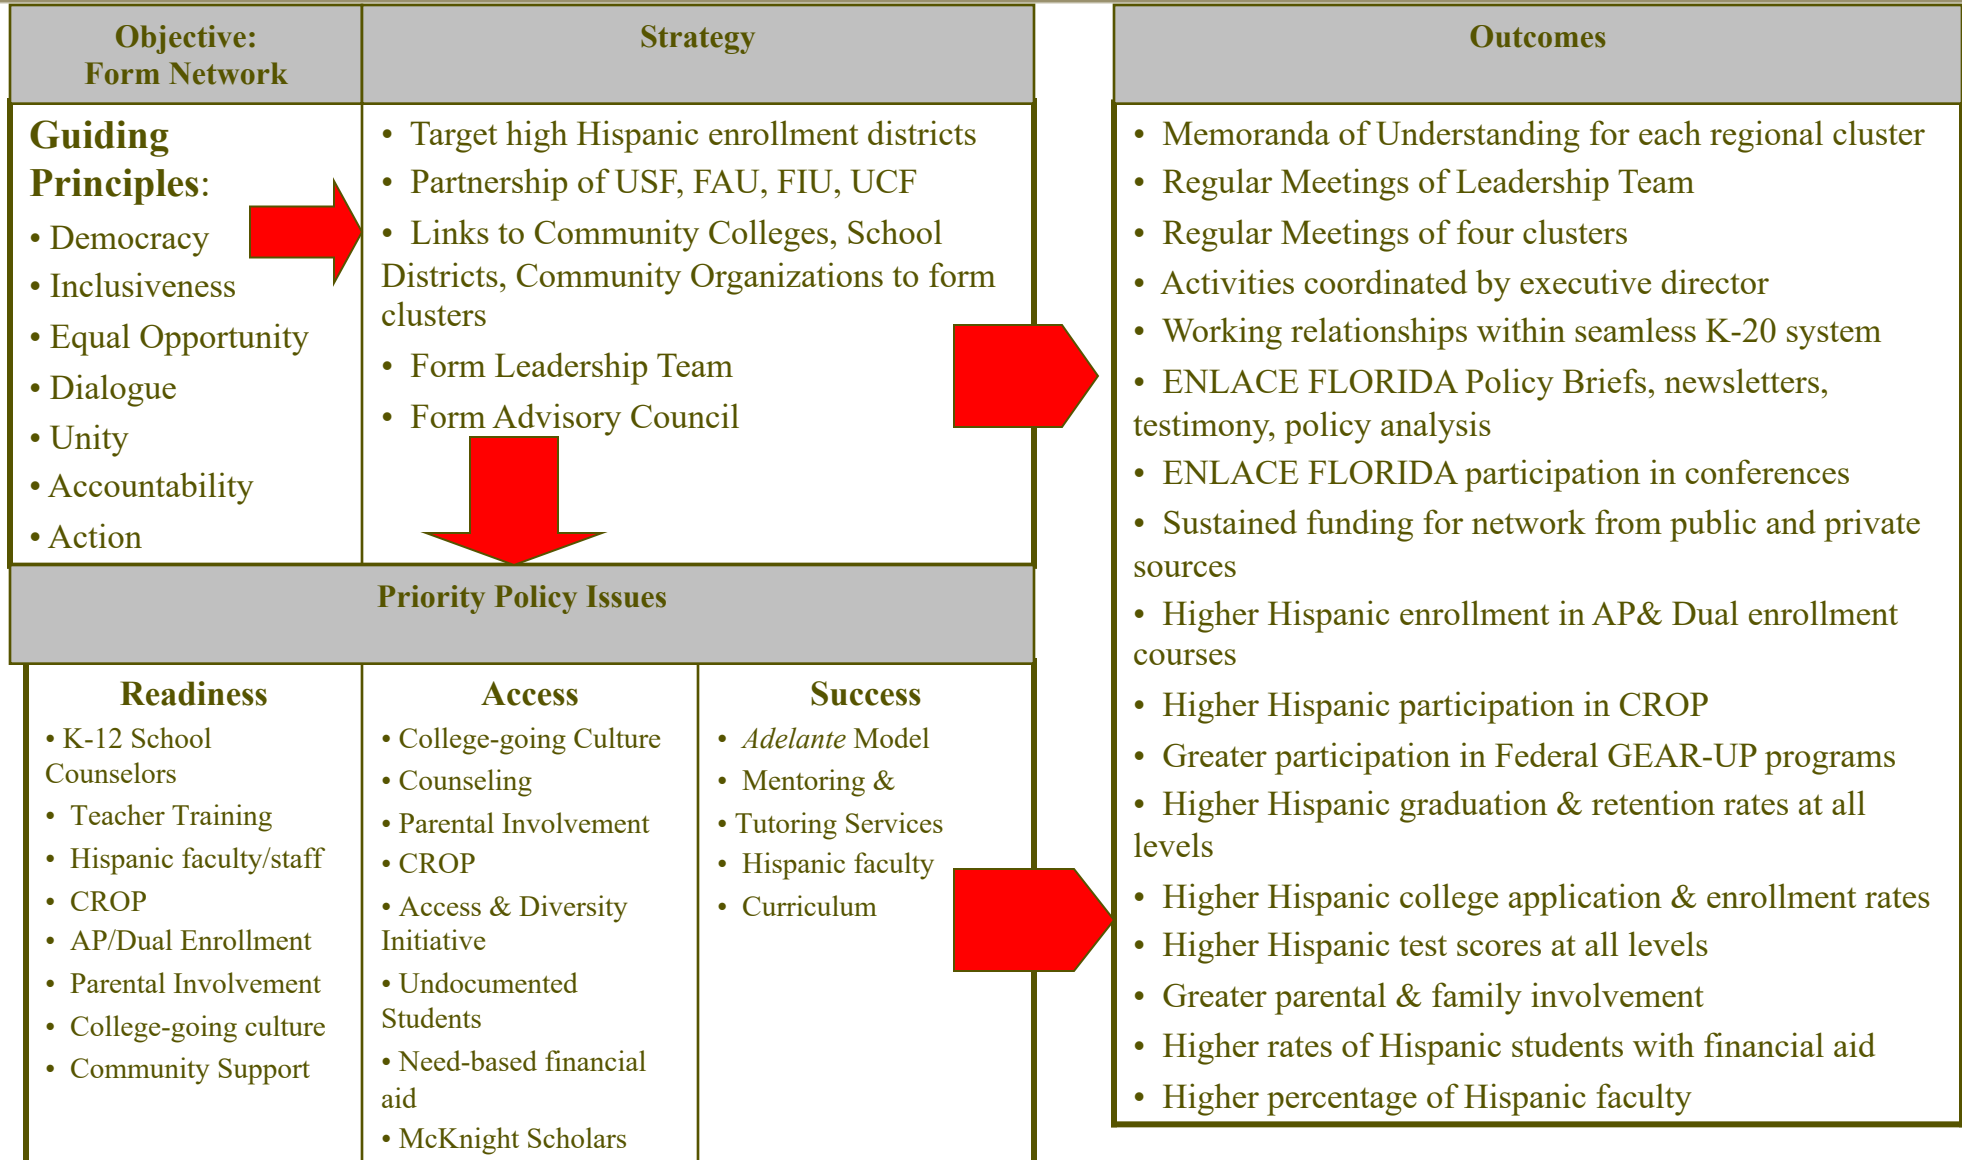 Objective:
Form Network
Strategy
Guiding
Principles:
• Democracy
• Inclusiveness
• Equal Opportunity
• Dialogue
• Unity
• Accountability
• Action
• Target high Hispanic enrollment districts
• Partnership of USF, FAU, FIU, UCF
• Links to Community Colleges, School
Districts, Community Organizations to form
clusters
• Form Leadership Team
• Form Advisory Council
Priority Policy Issues
Readiness
• K-12 School
Counselors
• Teacher Training
• Hispanic faculty/staff
• CROP
• AP/Dual Enrollment
• Parental Involvement
• College-going culture
• Community Support
Access
• College-going Culture
• Counseling
• Parental Involvement
• CROP
• Access & Diversity
Initiative
• Undocumented
Students
• Need-based financial
aid
• McKnight Scholars
Success
• Adelante Model
• Mentoring &
• Tutoring Services
• Hispanic faculty
• Curriculum
Outcomes
• Memoranda of Understanding for each regional cluster
• Regular Meetings of Leadership Team
• Regular Meetings of four clusters
• Activities coordinated by executive director
• Working relationships within seamless K-20 system
• ENLACE FLORIDA Policy Briefs, newsletters,
testimony, policy analysis
• ENLACE FLORIDA participation in conferences
• Sustained funding for network from public and private
sources
• Higher Hispanic enrollment in AP& Dual enrollment
courses
• Higher Hispanic participation in CROP
• Greater participation in Federal GEAR-UP programs
• Higher Hispanic graduation & retention rates at all
levels
• Higher Hispanic college application & enrollment rates
• Higher Hispanic test scores at all levels
• Greater parental & family involvement
• Higher rates of Hispanic students with financial aid
• Higher percentage of Hispanic faculty